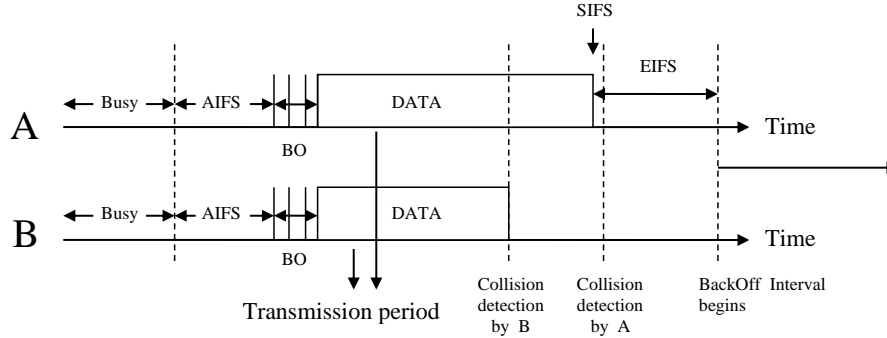 SIFS
EIFS
Busy AIFS DATA
A Time
BO
Busy AIFS DATA
B Time
BO
Transmission period
Collision detection by B
Collision detection by A
BackOff Interval begins